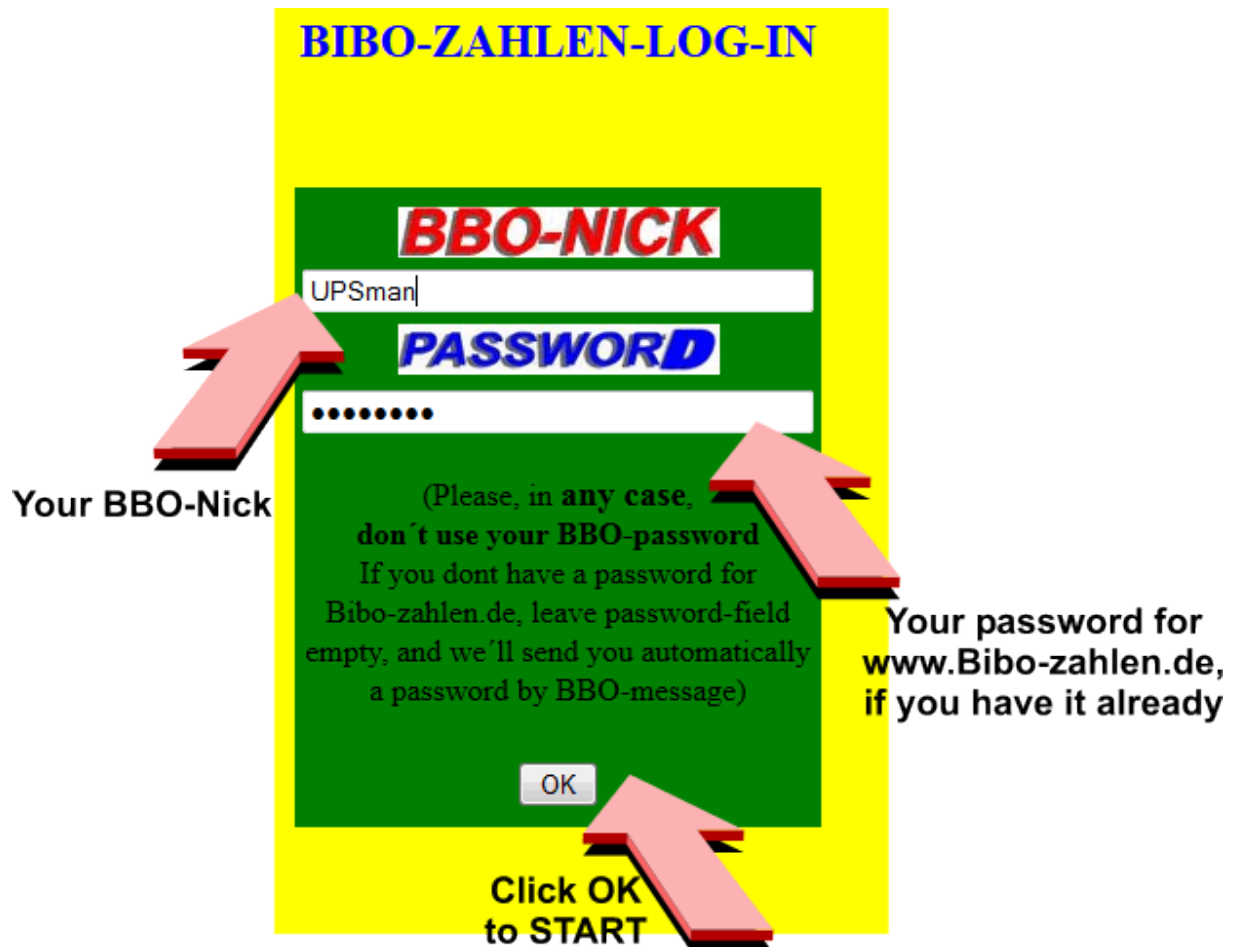 BIBO-ZAHLEN-LOG-IN
BBO-NICK
UPSman
PASSWORD
••••••••
Your BBO-Nick
(Please, in any case,
don´t use your BBO-password
If you dont have a password for
Bibo-zahlen.de, leave password-field
empty, and we´ll send you automatically
a password by BBO-message)
Your password for
www.Bibo-zahlen.de,
if you have it already
OK
Click OK
to START